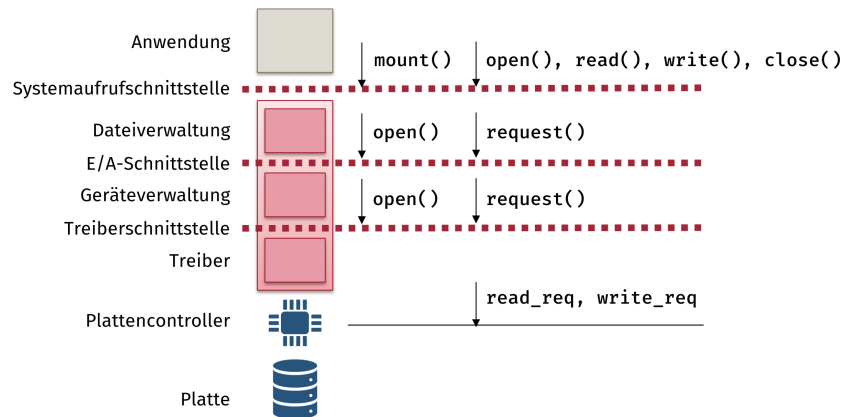 Anwendung
mount() open(), read(), write(), close()
Systemaufrufschnittstelle
Dateiverwaltung open() request()
E/A-Schnittstelle
Geräteverwaltung open() request()
Treiberschnittstelle
Treiber
read_req, write_req
Plattencontroller
Platte